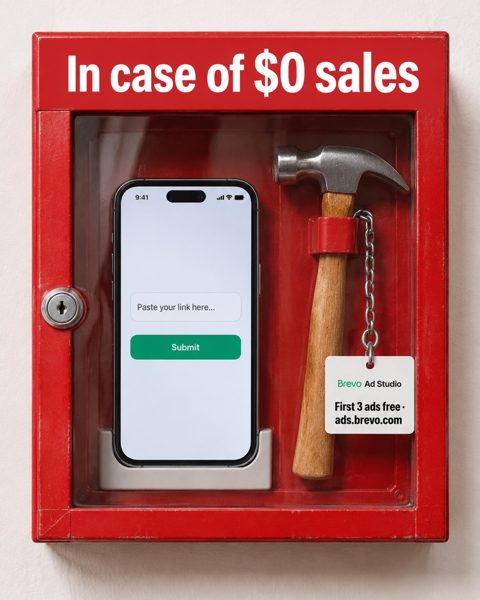 In case of $0 sales
9:41
Paste your link here...
Submit
Brevo Ad Studio
First 3 ads free ·
ads.brevo.com